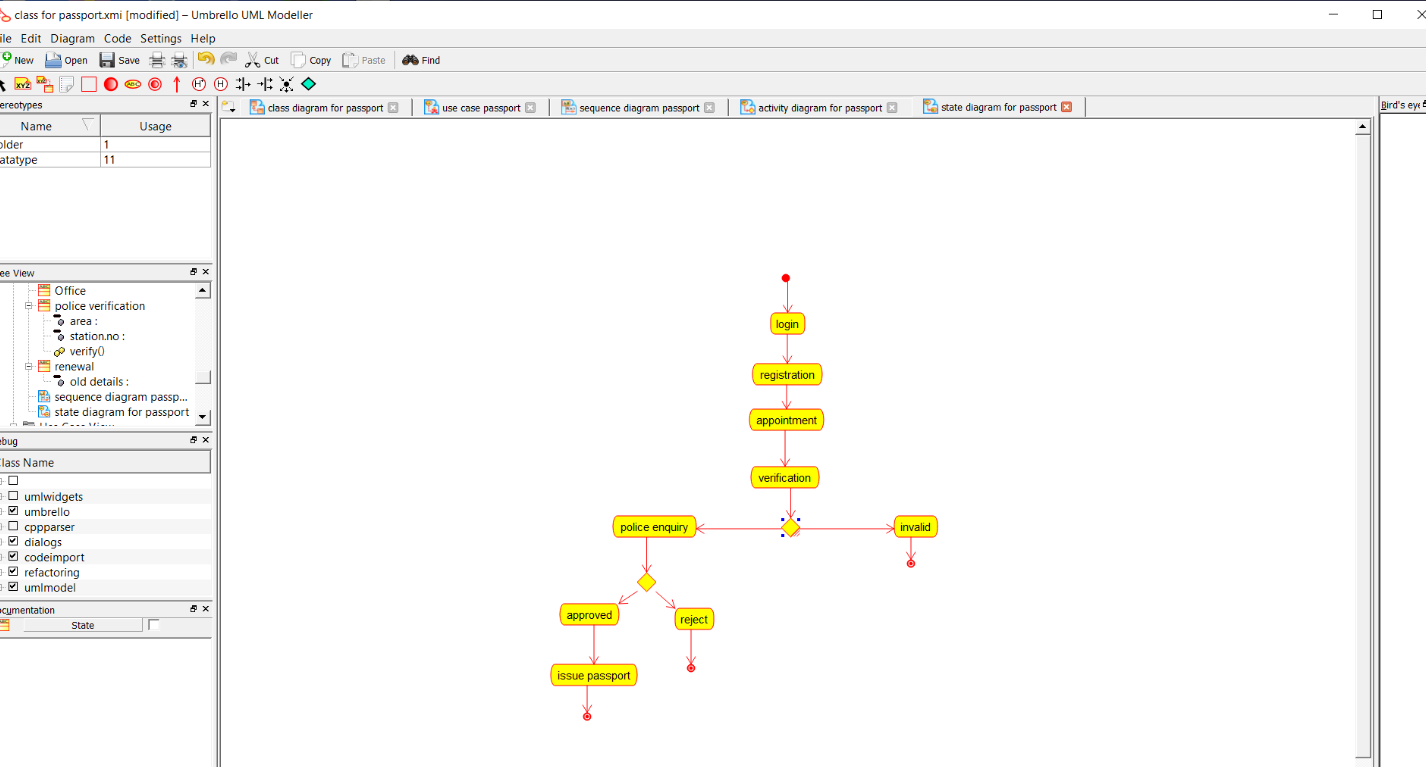 class for passport.xmi [modified] – Umbrello UML Modeller
ile Edit Diagram Code Settings Help
New Open Save Cut Copy Paste Find
XYZ ABC H H
ereotypes
class diagram for passport use case passport sequence diagram passport activity diagram for passport state diagram for passport
Bird's eye
Name Usage
older 1
atatype 11
ee View
Office
police verification
area :
station.no :
verify()
renewal
old details :
sequence diagram passp...
state diagram for passport
ebug
lass Name
umlwidgets
umbrello
cppparser
dialogs
codeimport
refactoring
umlmodel
ocumentation
State
login
registration
appointment
verification
police enquiry
invalid
approved
reject
issue passport